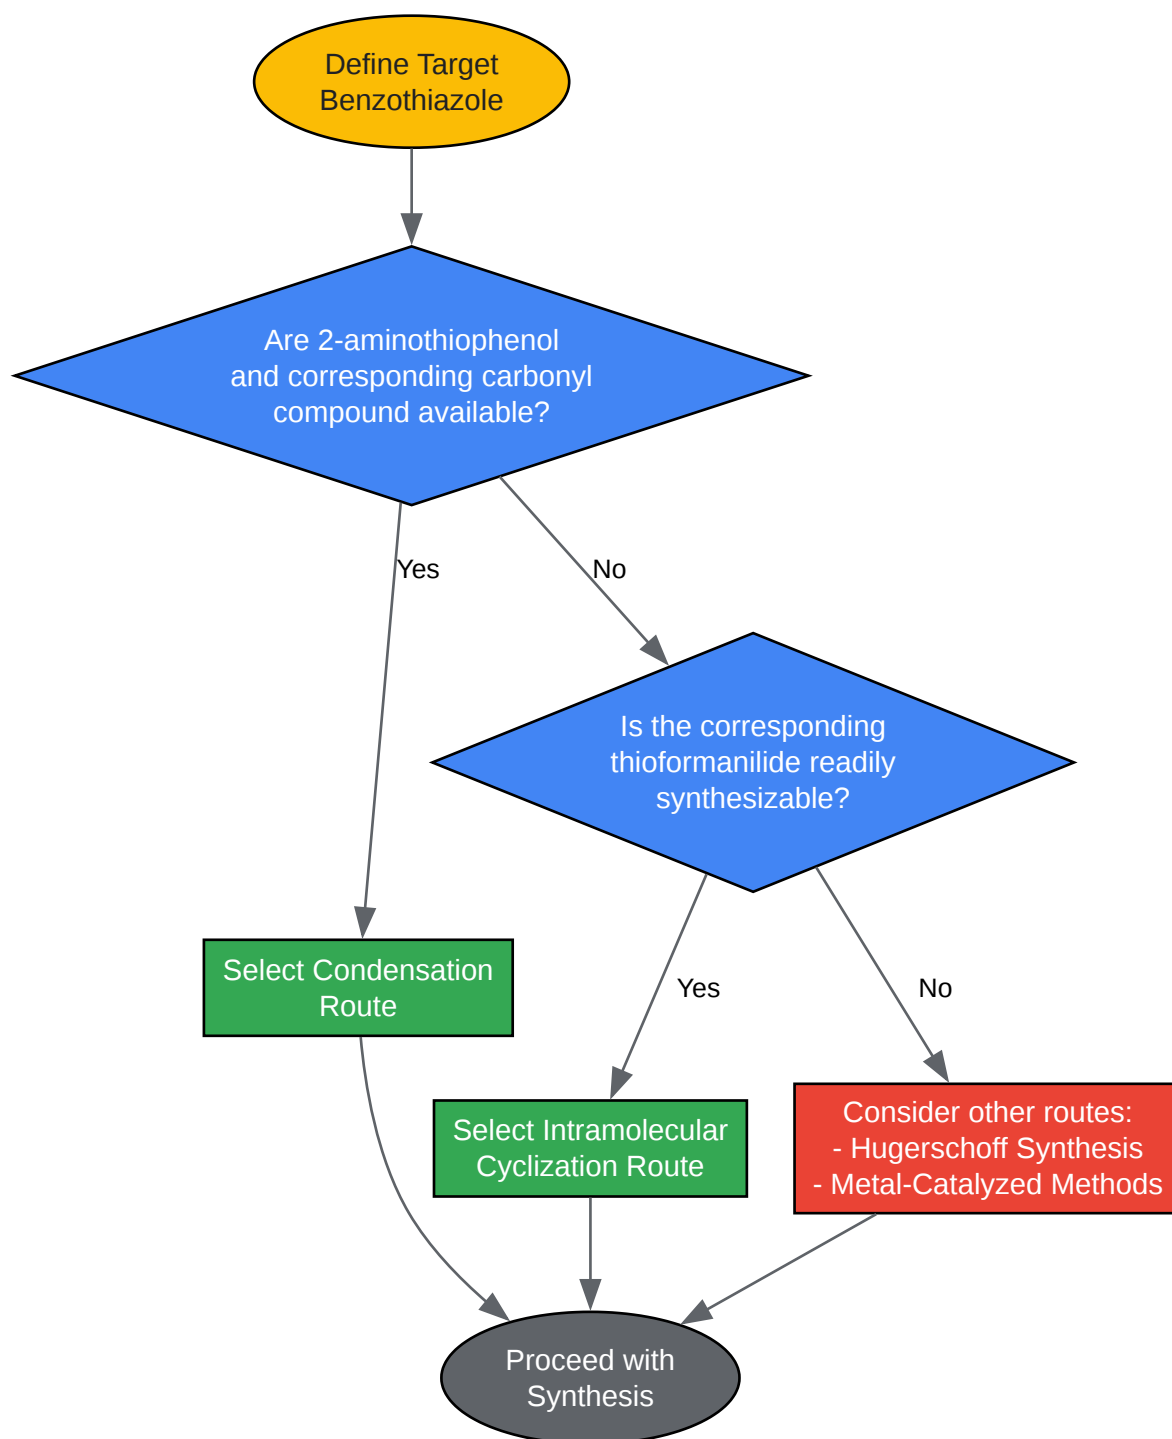 Define Target
Benzothiazole
Are 2-aminothiophenol
and corresponding carbonyl
compound available?
Yes
No
Is the corresponding
thioformanilide readily
synthesizable?
Select Condensation
Route
Yes
No
Select Intramolecular
Cyclization Route
Consider other routes:
- Hugerschoff Synthesis
- Metal-Catalyzed Methods
Proceed with
Synthesis